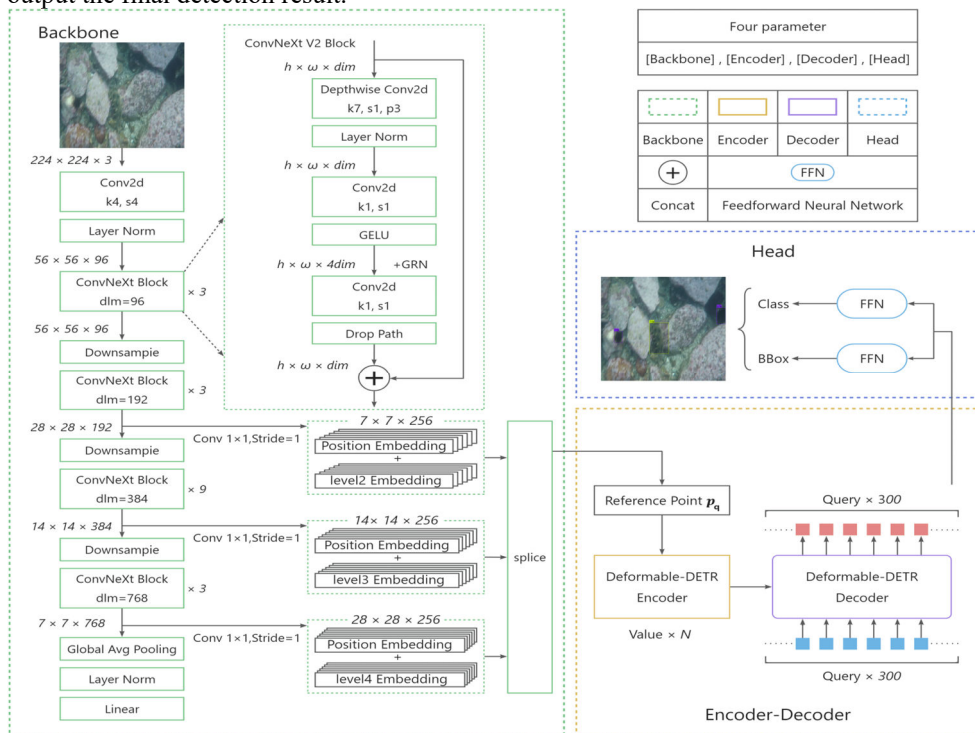 output the final detection result.
Backbone
224 × 224 × 3
Conv2d
k4, s4
Layer Norm
56 × 56 × 96
ConvNeXt Block
dlm=96
× 3
56 × 56 × 96
Downsampie
ConvNeXt Block
dlm=192
× 3
28 × 28 × 192
Downsampie
ConvNeXt Block
dlm=384
× 9
14 × 14 × 384
Downsampie
ConvNeXt Block
dlm=768
× 3
7 × 7 × 768
Global Avg Pooling
Layer Norm
Linear
ConvNeXt V2 Block
h × ω × dim
Depthwise Conv2d
k7, s1, p3
Layer Norm
h × ω × dim
Conv2d
k1, s1
GELU
h × ω × 4dim
+GRN
Conv2d
k1, s1
Drop Path
h × ω × dim
+
Conv 1×1,Stride=1
7 × 7 × 256
Position Embedding
+
level2 Embedding
Conv 1×1,Stride=1
14× 14 × 256
Position Embedding
+
level3 Embedding
Conv 1×1,Stride=1
28 × 28 × 256
Position Embedding
+
level4 Embedding
splice
Four parameter
[Backbone] , [Encoder] , [Decoder] , [Head]
Backbone
Encoder
Decoder
Head
+
FFN
Concat
Feedforward Neural Network
Head
Class
FFN
BBox
FFN
Reference Point pq
Deformable-DETR
Encoder
Value × N
Query × 300
Deformable-DETR
Decoder
Query × 300
Encoder-Decoder